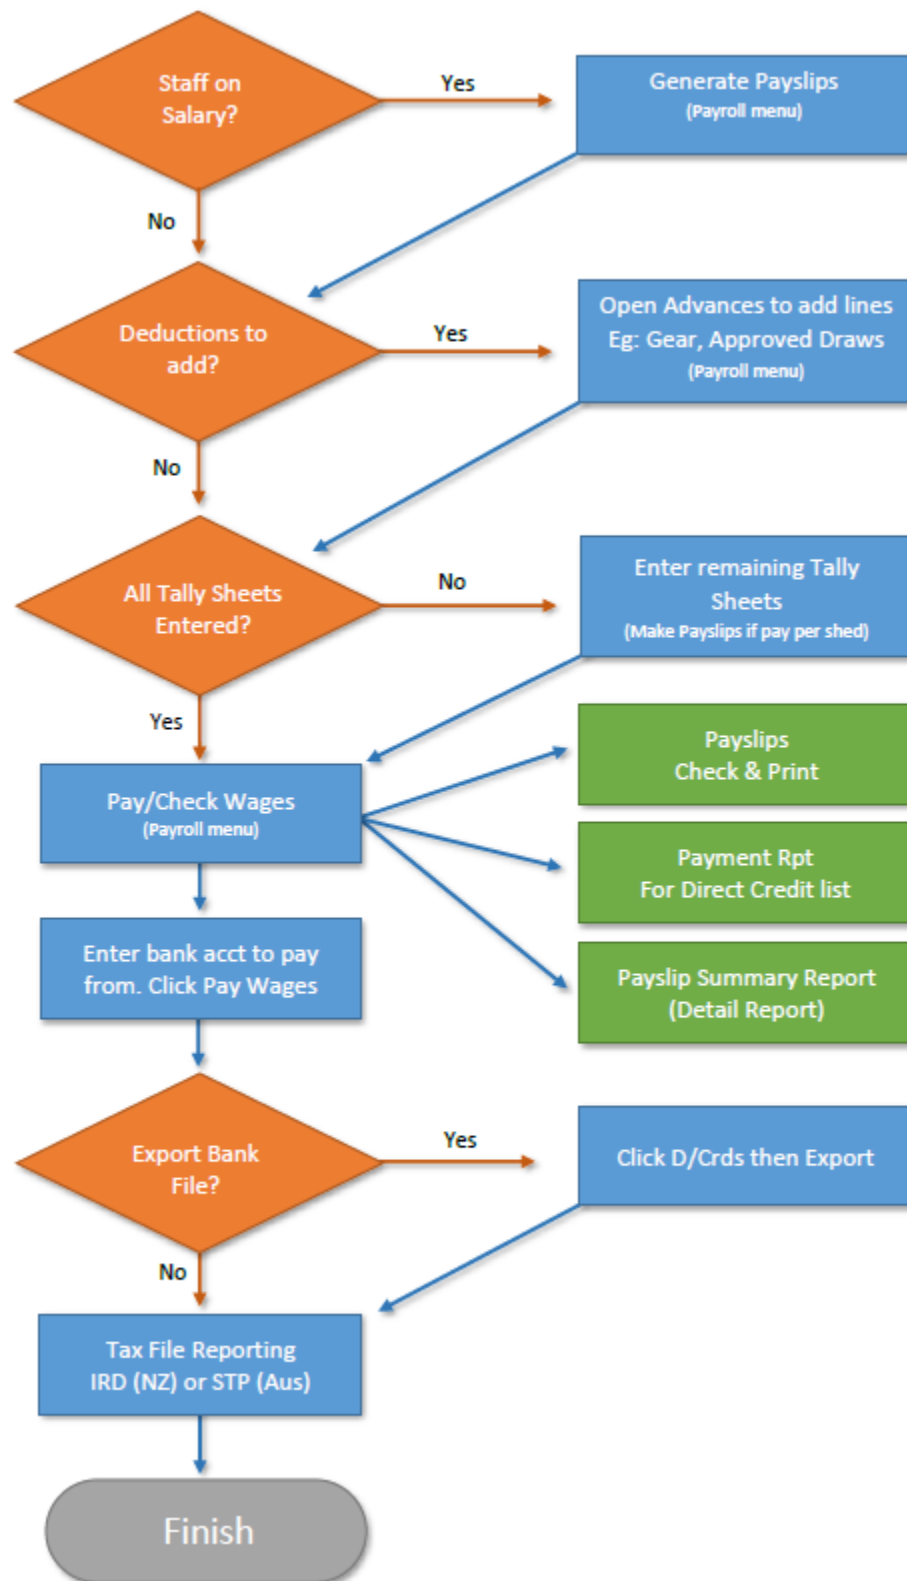 Staff on
Salary?
Yes
Generate Payslips
(Payroll menu)
No
Deductions to
add?
Yes
Open Advances to add lines
Eg: Gear, Approved Draws
(Payroll menu)
No
All Tally Sheets
Entered?
No
Enter remaining Tally
Sheets
(Make Payslips if pay per shed)
Yes
Pay/Check Wages
(Payroll menu)
Payslips
Check & Print
Payment Rpt
For Direct Credit list
Payslip Summary Report
(Detail Report)
Enter bank acct to pay
from. Click Pay Wages
Export Bank
File?
Yes
Click D/Crds then Export
No
Tax File Reporting
IRD (NZ) or STP (Aus)
Finish